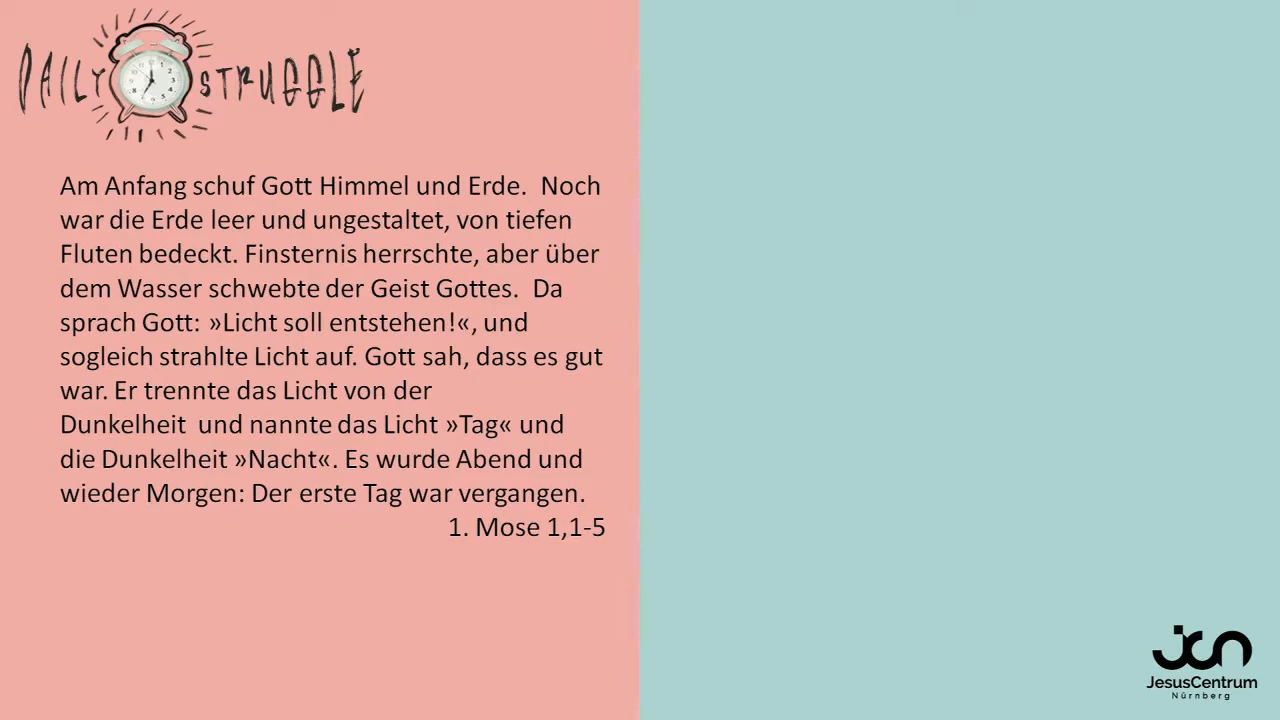 DAILY STRUGGLE
Am Anfang schuf Gott Himmel und Erde.  Noch
war die Erde leer und ungestaltet, von tiefen
Fluten bedeckt. Finsternis herrschte, aber über
dem Wasser schwebte der Geist Gottes.  Da
sprach Gott: »Licht soll entstehen!«, und
sogleich strahlte Licht auf. Gott sah, dass es gut
war. Er trennte das Licht von der
Dunkelheit  und nannte das Licht »Tag« und
die Dunkelheit »Nacht«. Es wurde Abend und
wieder Morgen: Der erste Tag war vergangen.
1. Mose 1,1-5
jcn
JesusCentrum
Nürnberg